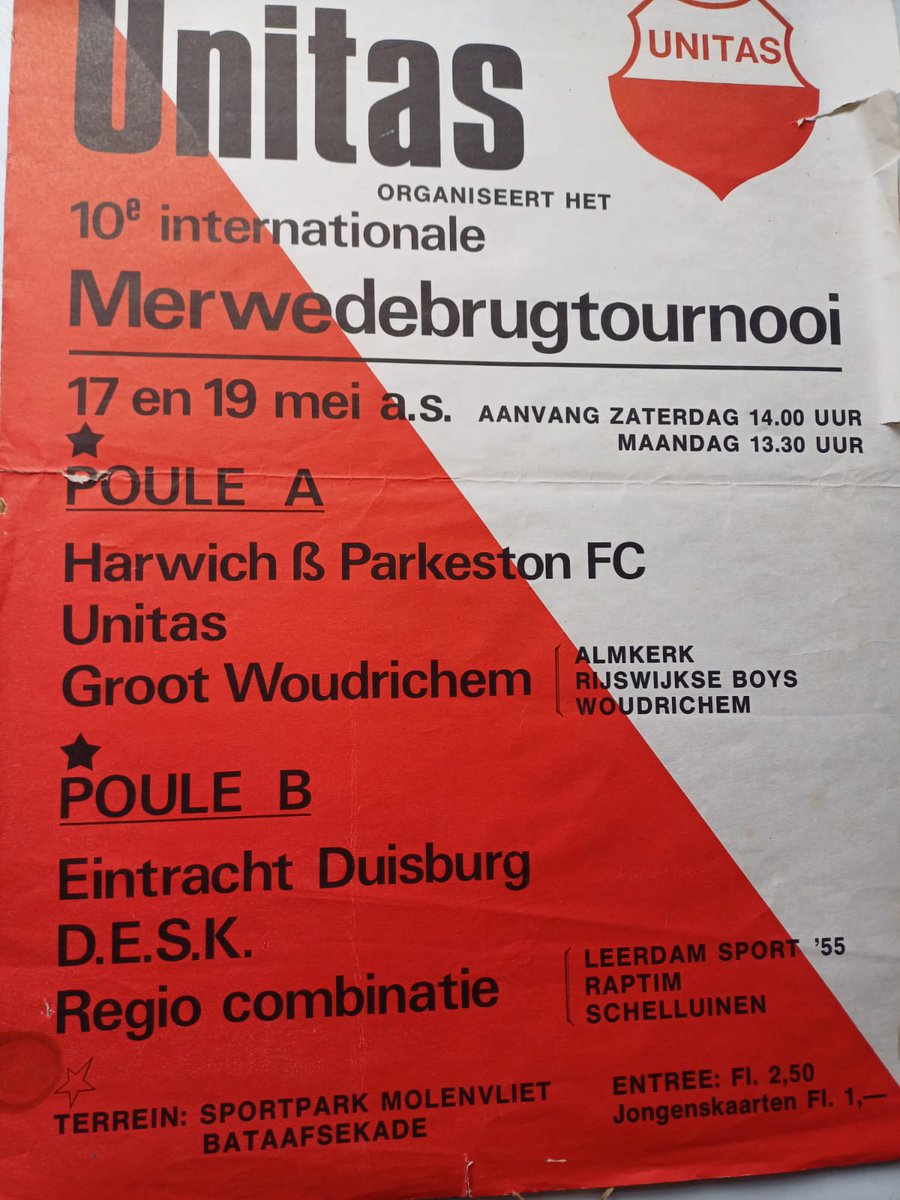 Unitas
UNITAS
ORGANISEERT HET
10e internationale
Merwedebrugtournooi
17 en 19 mei a.s. AANVANG ZATERDAG 14.00 UUR
MAANDAG 13.30 UUR
POULE A
Harwich ß Parkeston FC
Unitas
Groot Woudrichem
ALMKERK
RIJSWIJKSE BOYS
WOUDRICHEM
POULE B
Eintracht Duisburg
D.E.S.K.
Regio combinatie
LEERDAM SPORT '55
RAPTIM
SCHELLUINEN
TERREIN: SPORTPARK MOLENVLIET
BATAAFSEKADE
ENTREE: Fl. 2,50
Jongenskaarten Fl. 1,—